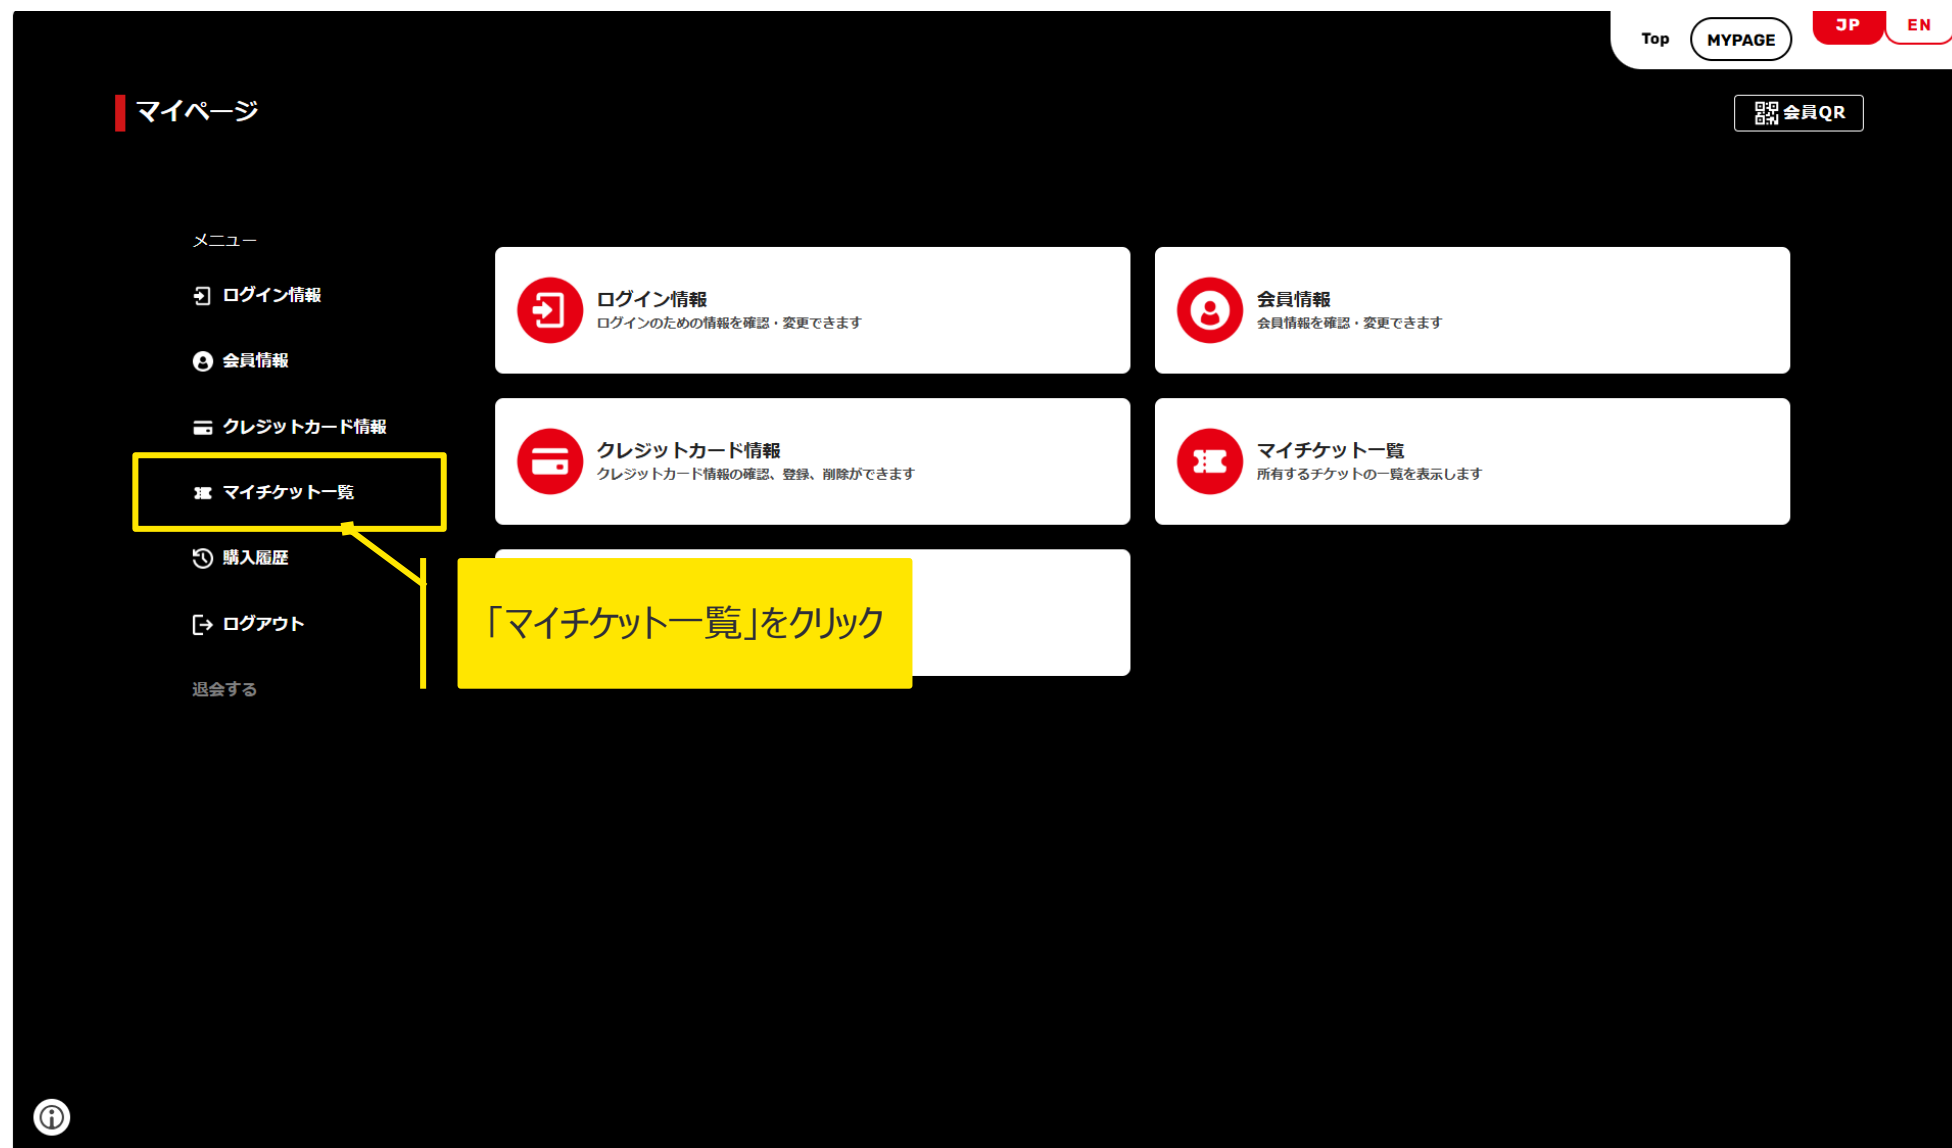 Top
MYPAGE
JP
EN
マイページ
会員QR
メニュー
ログイン情報
会員情報
クレジットカード情報
マイチケット一覧
購入履歴
ログアウト
退会する
ログイン情報
ログインのための情報を確認・変更できます
会員情報
会員情報を確認・変更できます
クレジットカード情報
クレジットカード情報の確認、登録、削除ができます
マイチケット一覧
所有するチケットの一覧を表示します
「マイチケット一覧」をクリック